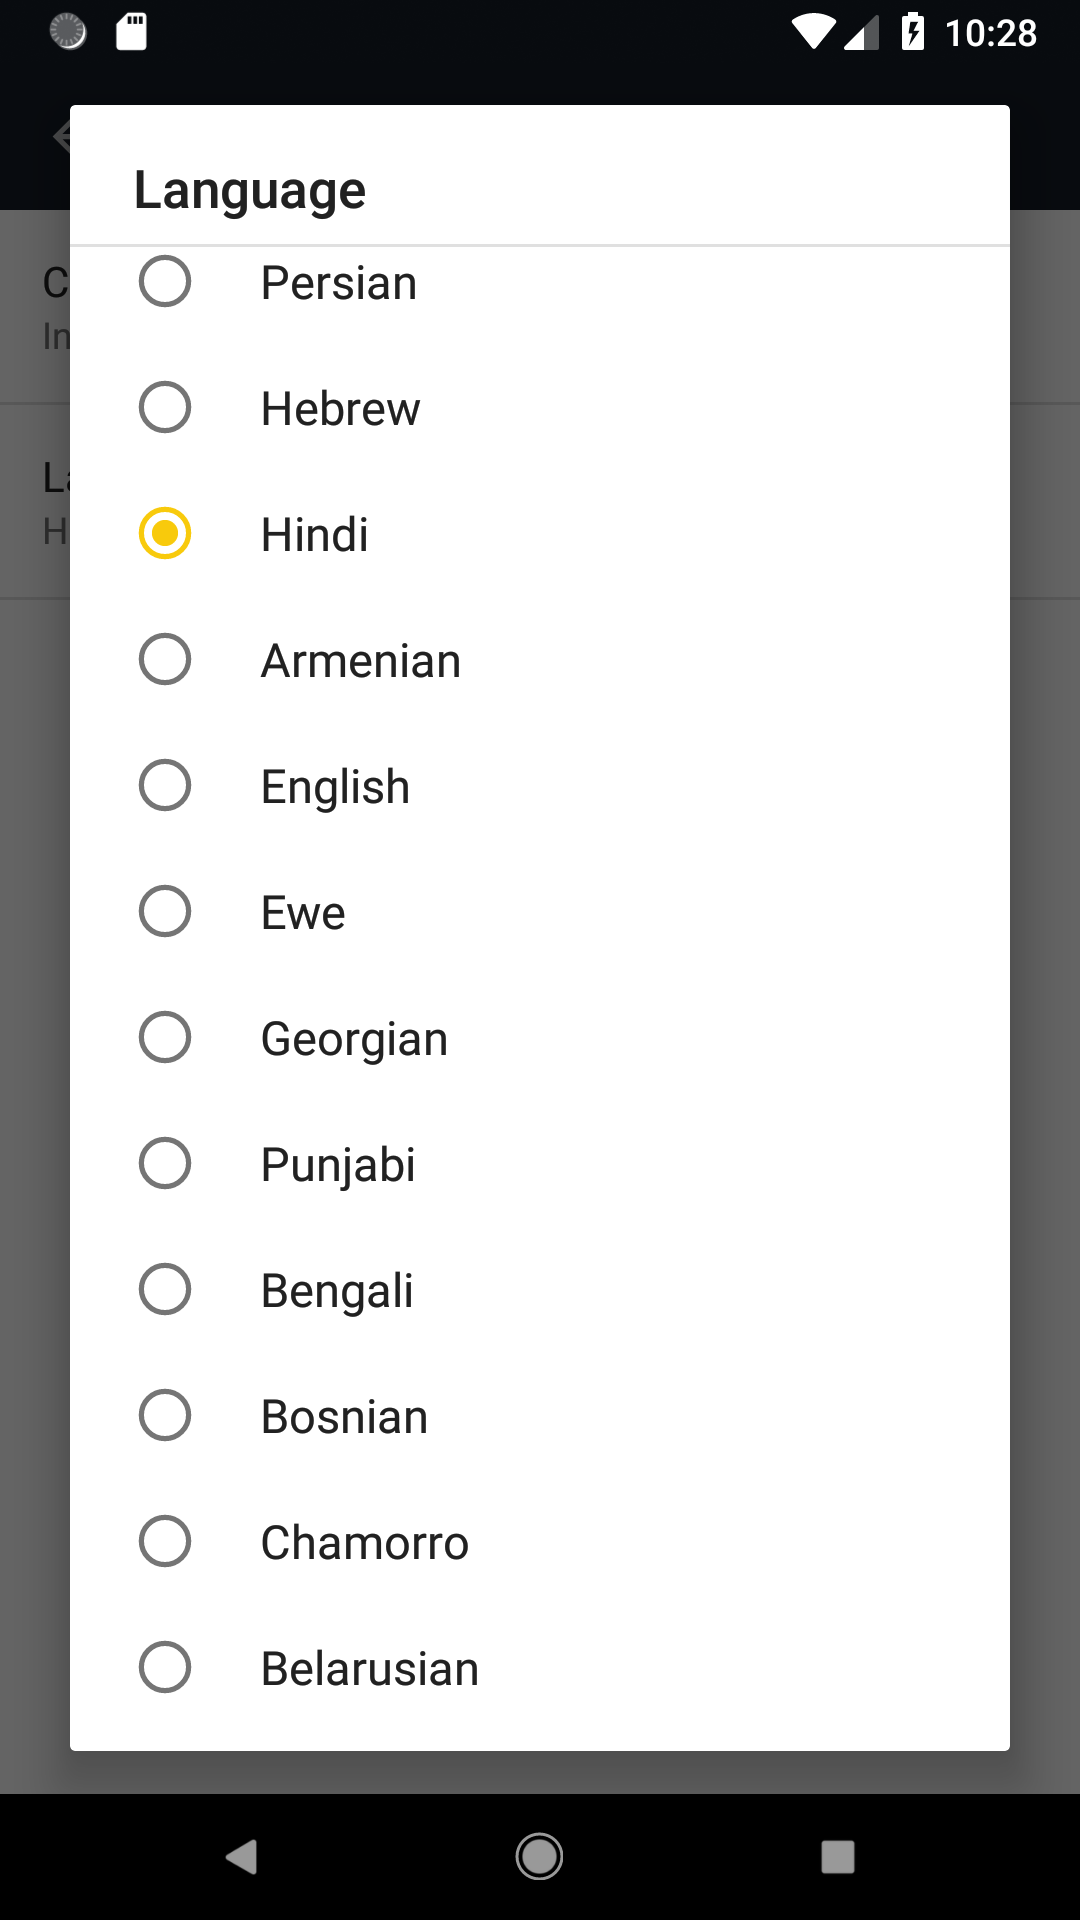 10:28
Language
Persian
Hebrew
Hindi
Armenian
English
Ewe
Georgian
Punjabi
Bengali
Bosnian
Chamorro
Belarusian